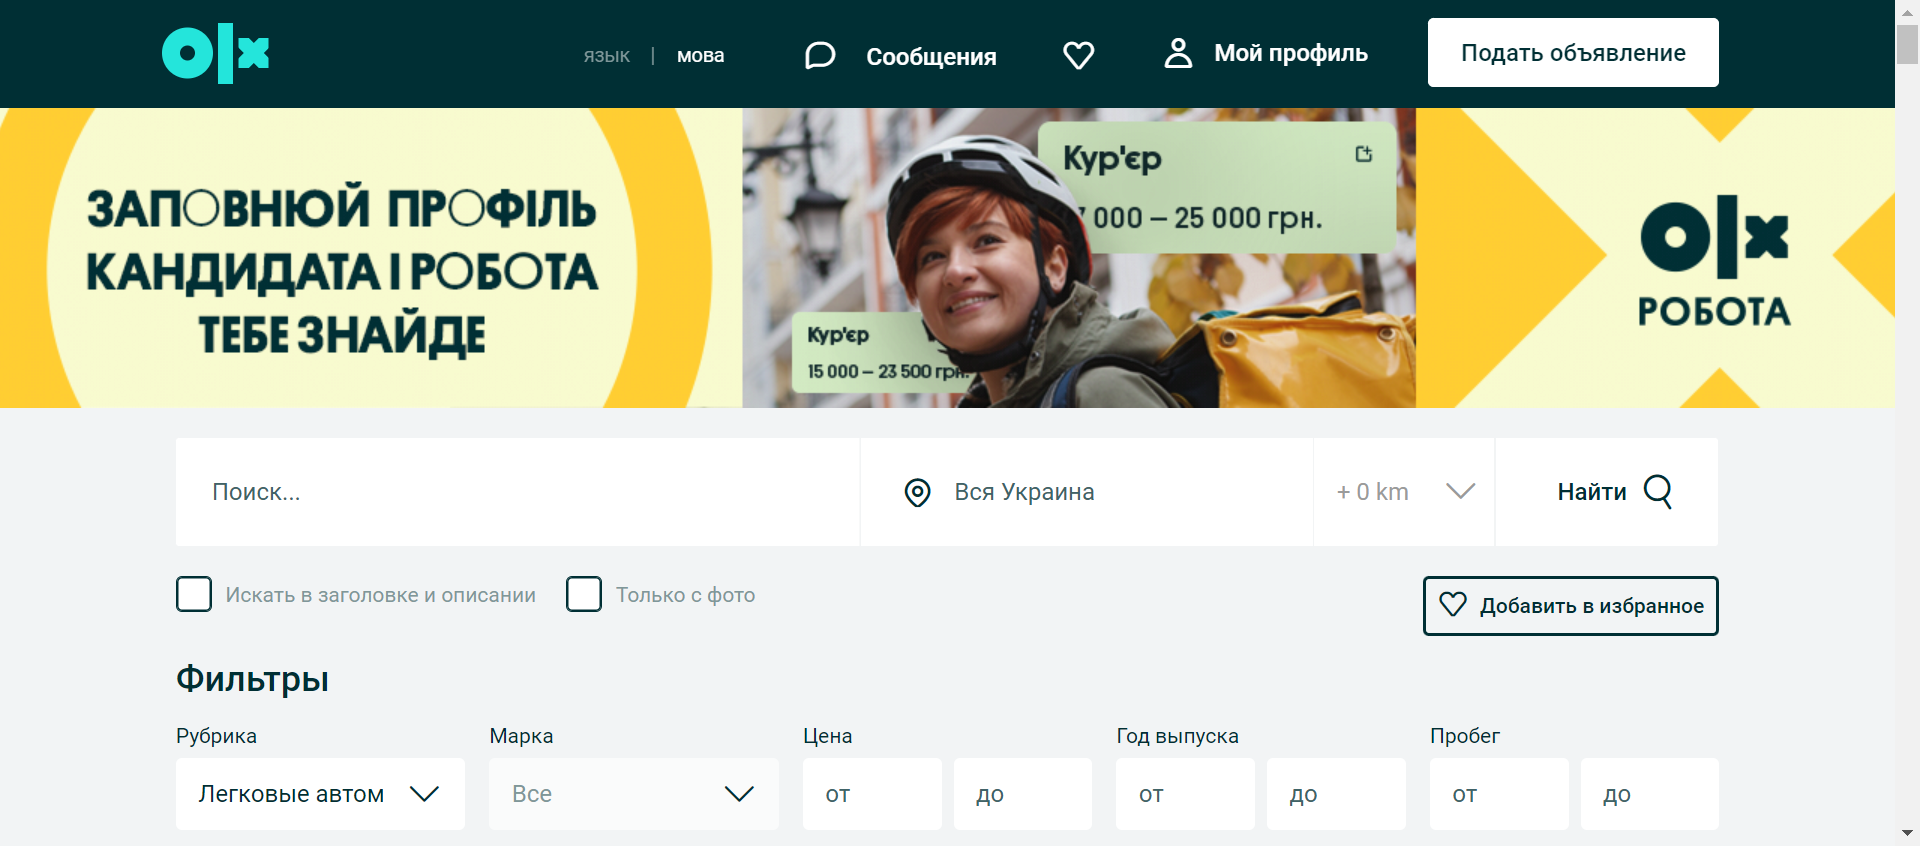 olx
язык | мова
Сообщения
Мой профиль
Подать объявление
ЗАПОВНЮЙ ПРОФІЛЬ
КАНДИДАТА І РОБОТА
ТЕБЕ ЗНАЙДЕ
Кур'єр
7 000 – 25 000 грн.
Кур'єр
15 000 – 23 500 грн.
olx
РОБОТА
Поиск...
Вся Украина
+ 0 km
Найти
Искать в заголовке и описании
Только с фото
Добавить в избранное
Фильтры
Рубрика
Марка
Цена
Год выпуска
Пробег
Легковые автом
Все
от
до
от
до
от
до